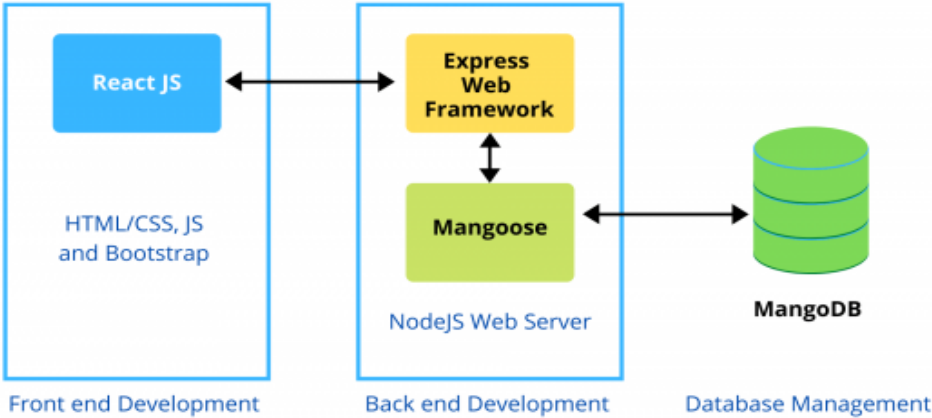 React JS
HTML/CSS, JS
and Bootstrap
Front end Development
Express
Web
Framework
Mangoose
NodeJS Web Server
Back end Development
MangoDB
Database Management